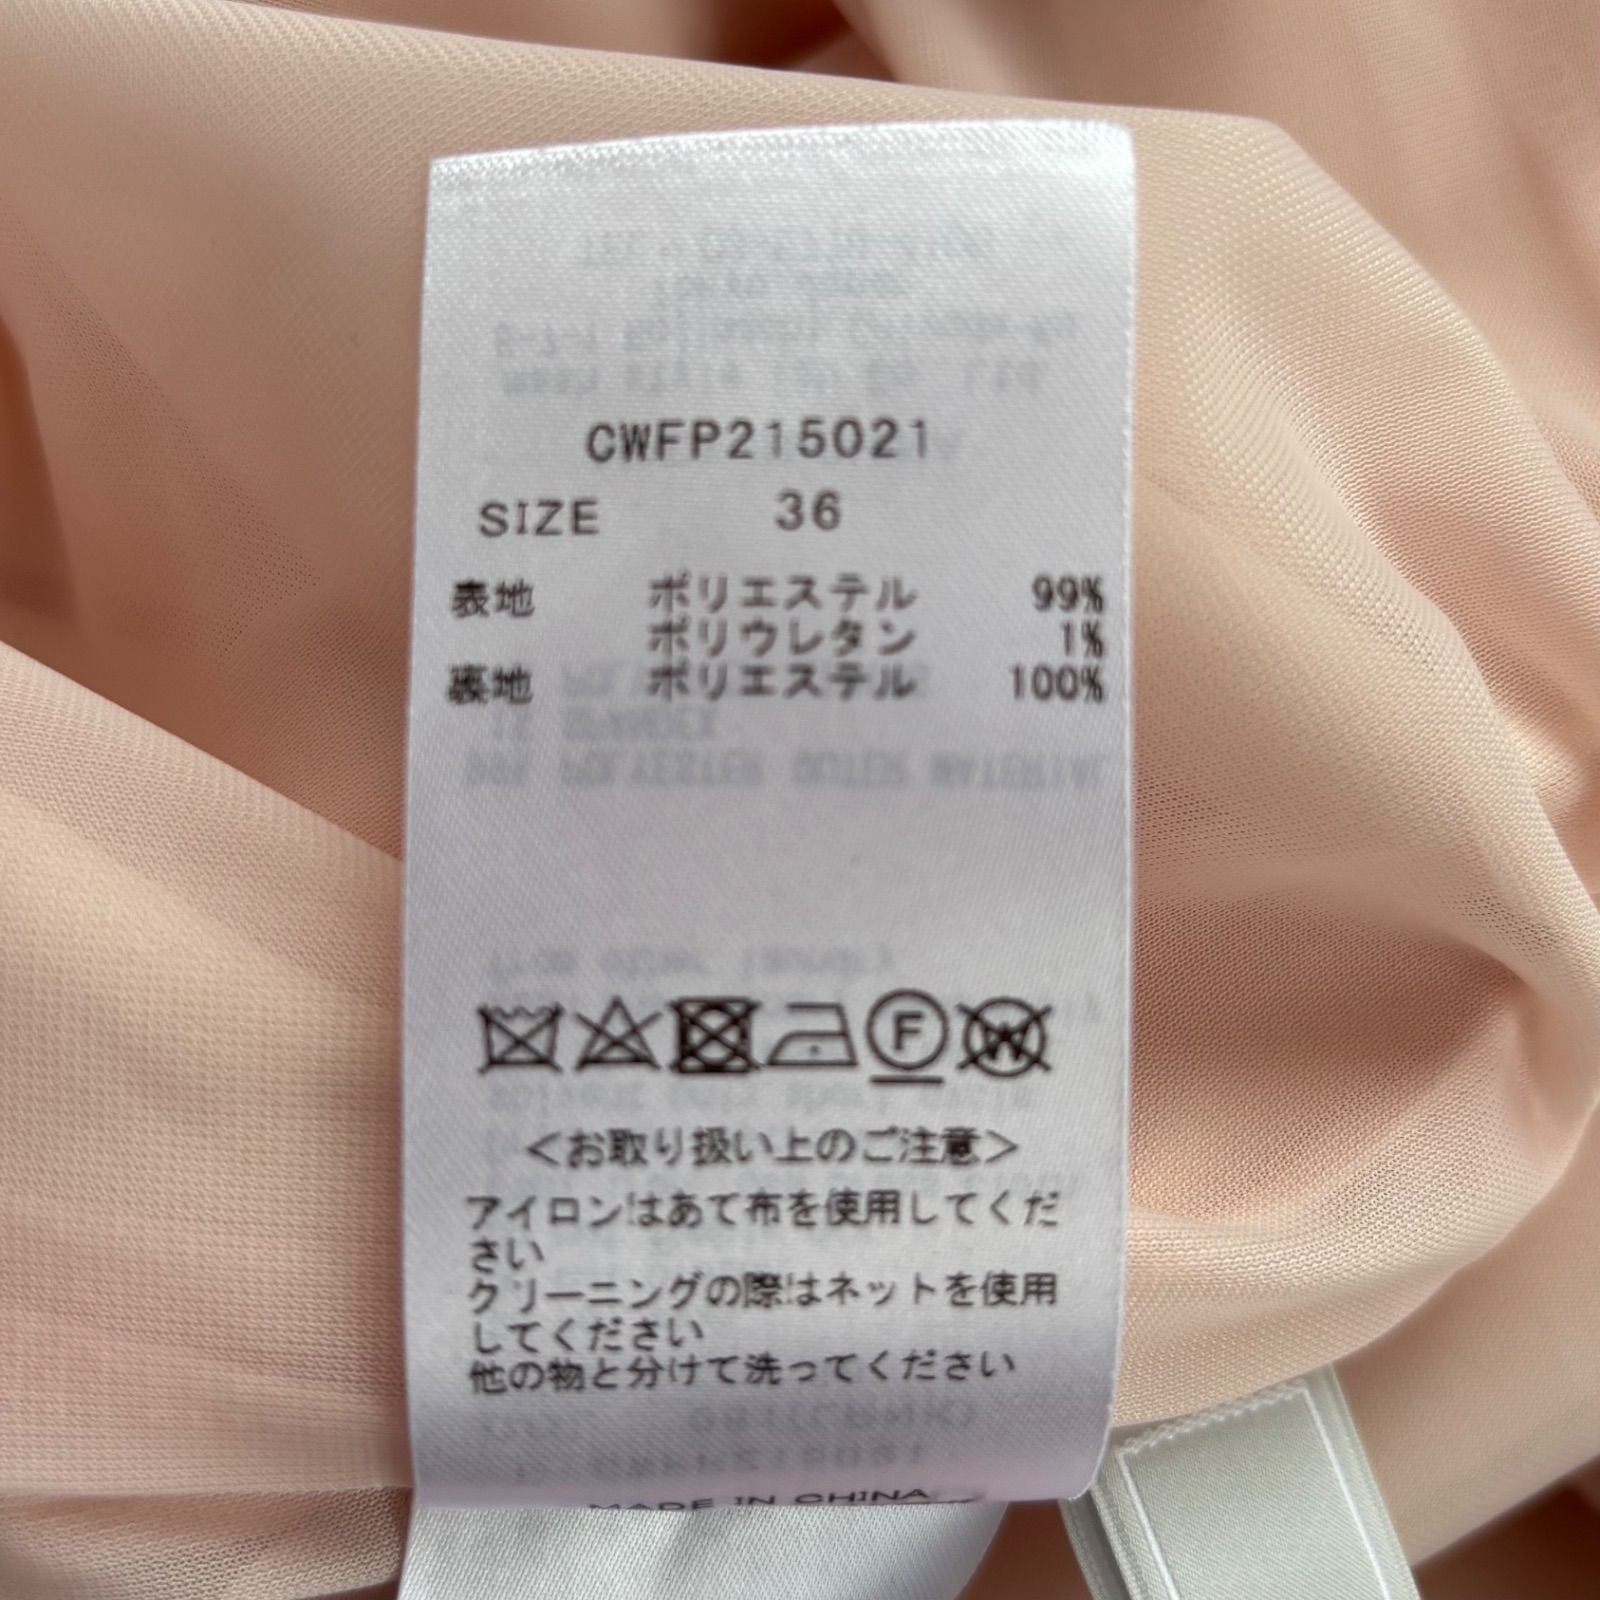 CWFP215021
SIZE 36
表地 ポリエステル 99%
ポリウレタン 1%
裏地 ポリエステル 100%
F W
＜お取り扱い上のご注意＞
アイロンはあて布を使用してくだ
さい
クリーニングの際はネットを使用
してください
他の物と分けて洗ってください
MADE IN CHINA